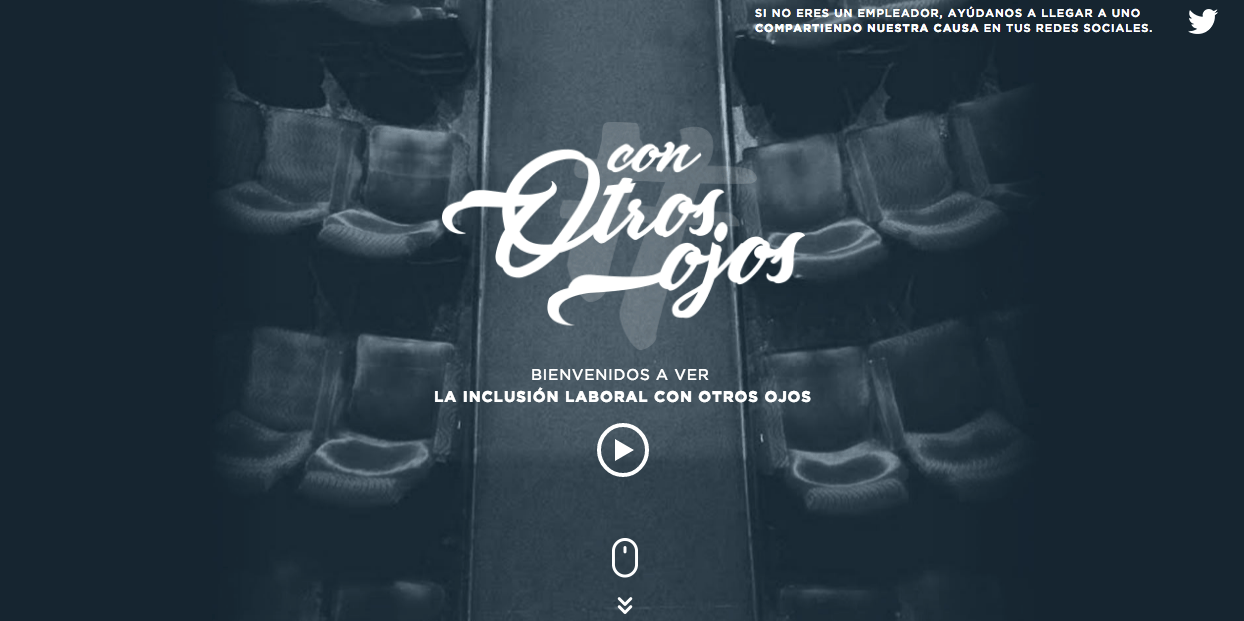 SI NO ERES UN EMPLEADOR, AYÚDANOS A LLEGAR A UNO
COMPARTIENDO NUESTRA CAUSA EN TUS REDES SOCIALES.
con
Otros
ojos
BIENVENIDOS A VER
LA INCLUSIÓN LABORAL CON OTROS OJOS